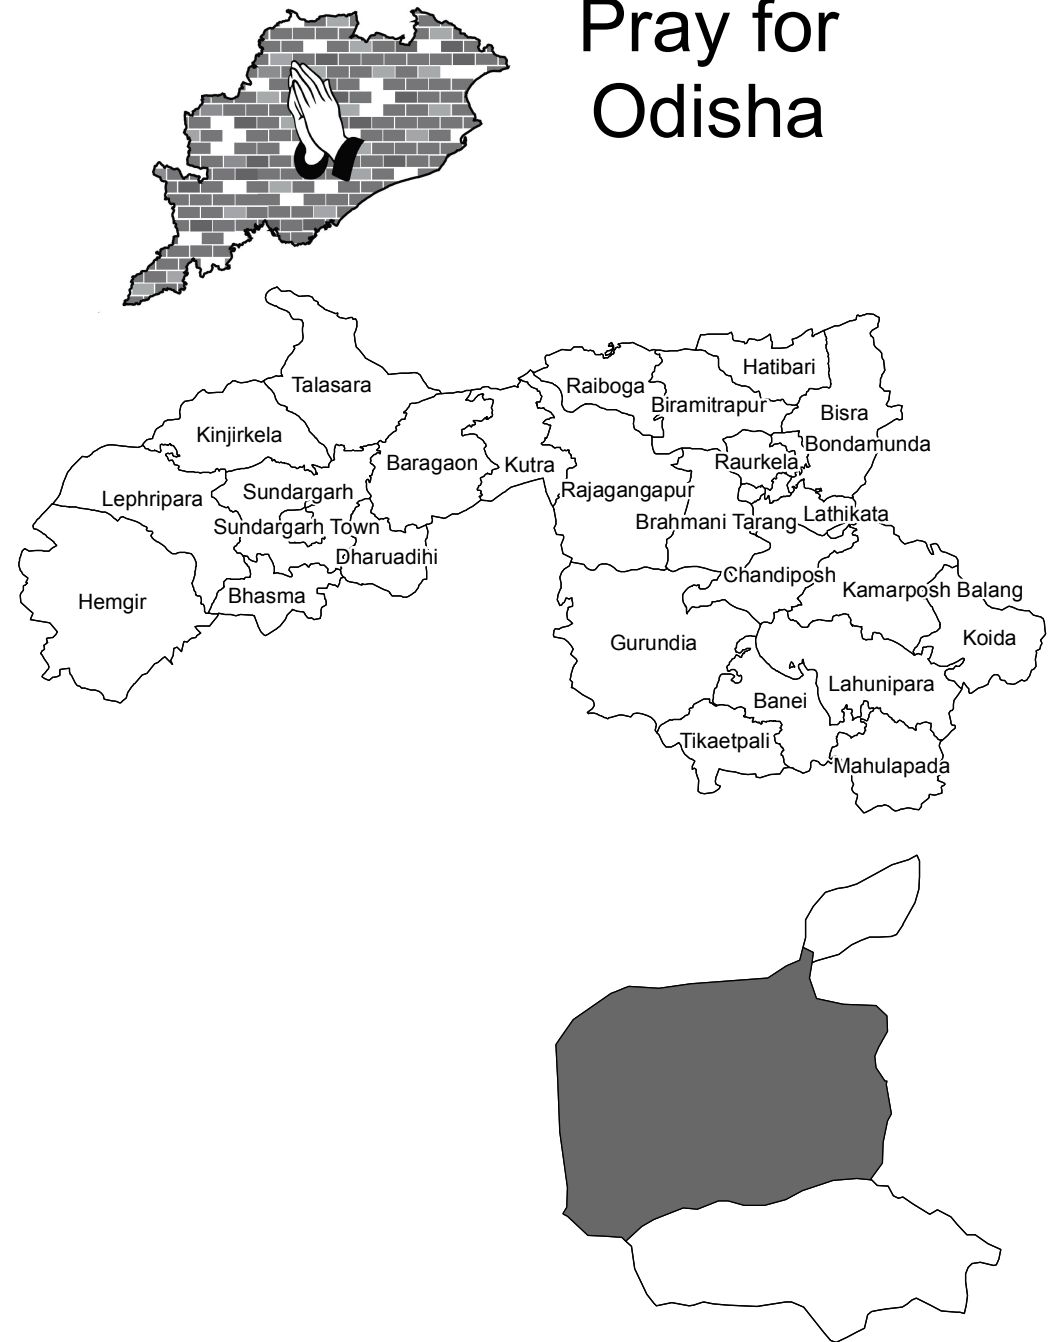 Pray for
Odisha
Talasara
Hatibari
Raiboga
Biramitrapur
Bisra
Kinjirkela
Bondamunda
Baragaon
Kutra
Raurkela
Lephripara
Sundargarh
Rajagangapur
Sundargarh Town
Brahmani Tarang
Lathikata
Dharuadihi
Chandiposh
Kamarposh Balang
Hemgir
Bhasma
Gurundia
Koida
Lahunipara
Banei
Tikaetpali
Mahulapada